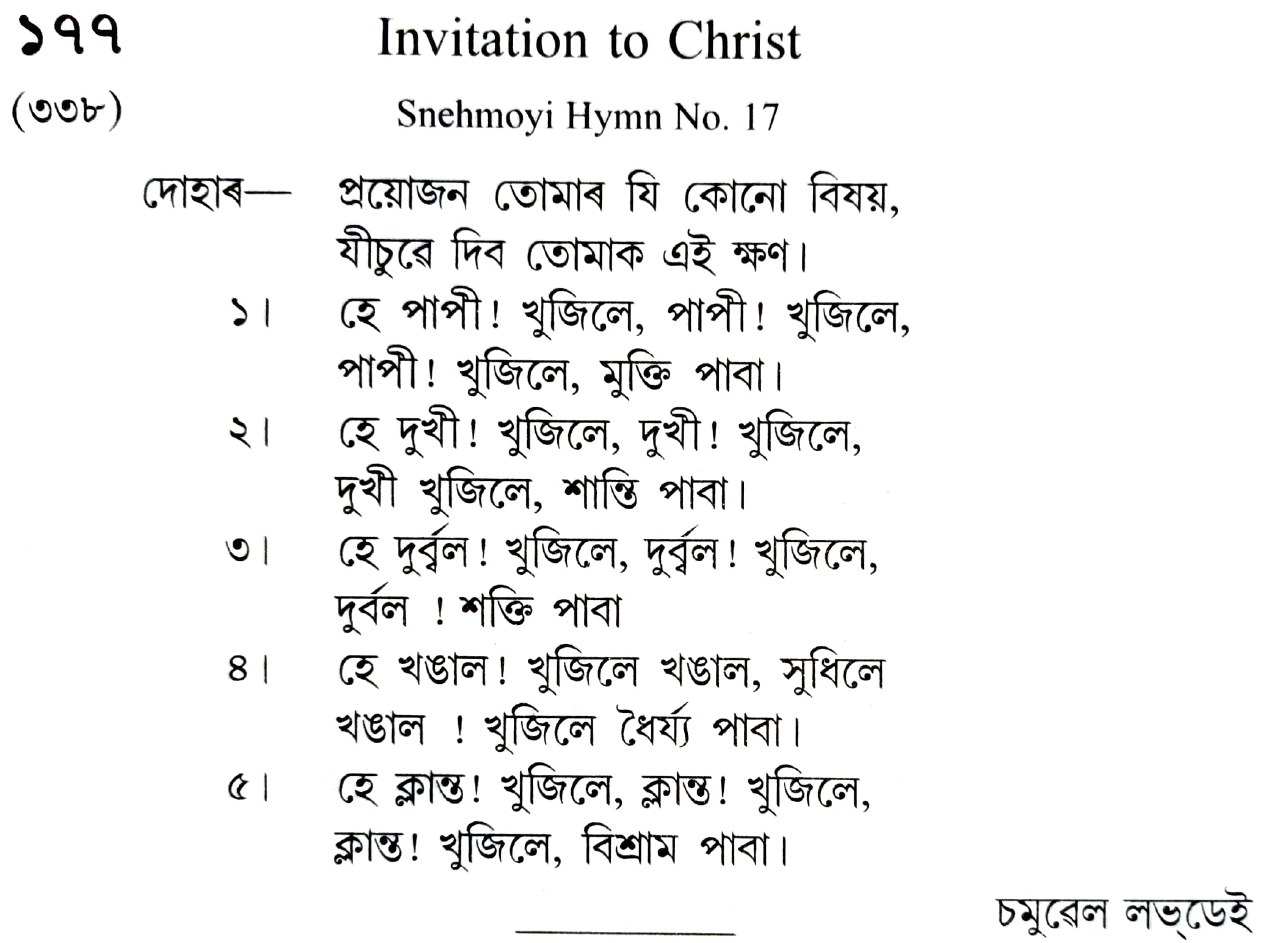 ১৭৭ Invitation to Christ
(৩৩৮) Snehmoyi Hymn No. 17
দোহাৰ— প্ৰয়োজন তোমাৰ যি কোনো বিষয়,
যীচুৱে দিব তোমাক এই ক্ষণ।
১। হে পাপী! খুজিলে, পাপী! খুজিলে,
পাপী! খুজিলে, মুক্তি পাবা।
২। হে দুখী! খুজিলে, দুখী! খুজিলে,
দুখী খুজিলে, শান্তি পাবা।
৩। হে দুৰ্ব্বল! খুজিলে, দুৰ্ব্বল! খুজিলে,
দুৰ্বল ! শক্তি পাবা
৪। হে খঙাল! খুজিলে খঙাল, সুধিলে
খঙাল ! খুজিলে ধৈৰ্য্য পাবা।
৫। হে ক্লান্ত! খুজিলে, ক্লান্ত! খুজিলে,
ক্লান্ত! খুজিলে, বিশ্ৰাম পাবা।
চমুৱেল লভ্ডেই